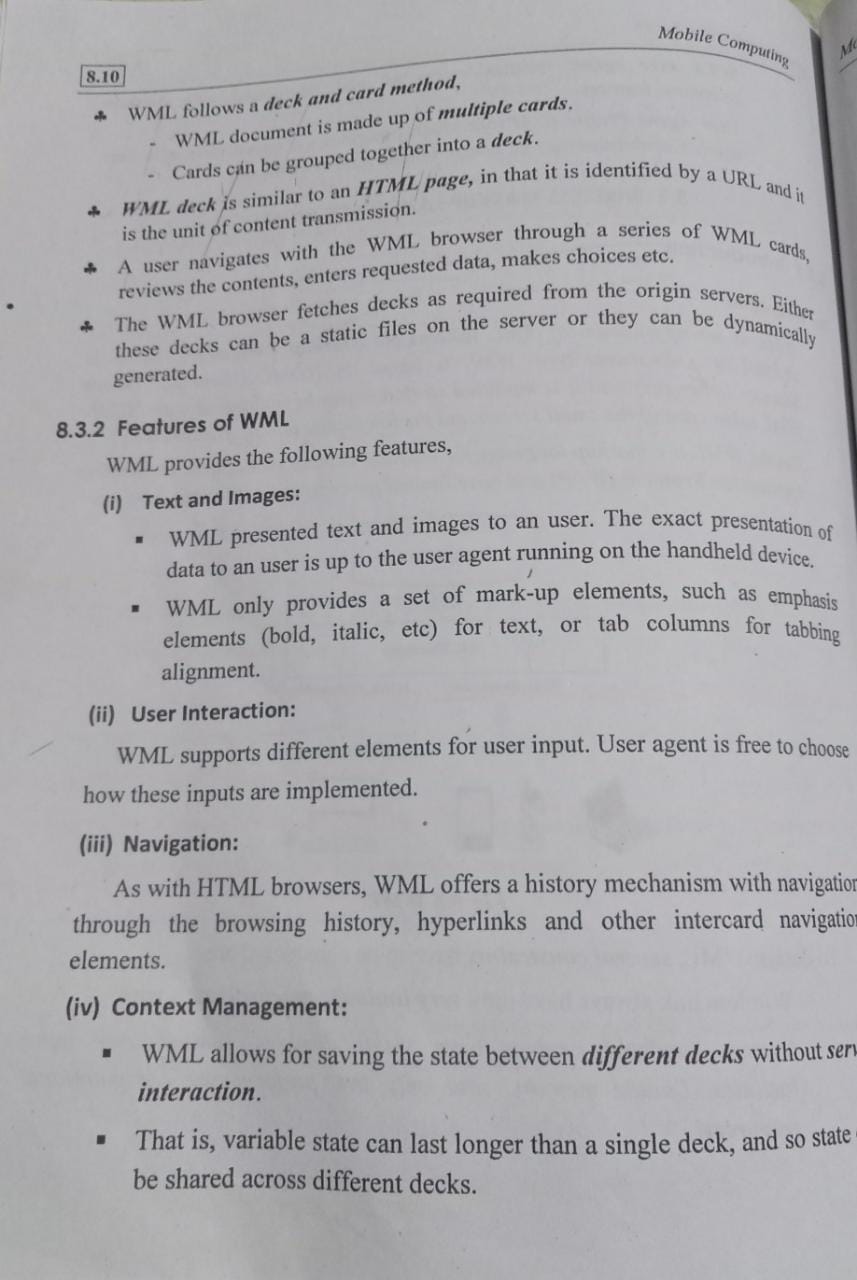 Mobile Computing
8.10
♣ WML follows a deck and card method,
- WML document is made up of multiple cards.
- Cards can be grouped together into a deck.
♣ WML deck is similar to an HTML page, in that it is identified by a URL and it
is the unit of content transmission.
♣ A user navigates with the WML browser through a series of WML cards,
reviews the contents, enters requested data, makes choices etc.
♣ The WML browser fetches decks as required from the origin servers. Either
these decks can be a static files on the server or they can be dynamically
generated.
8.3.2 Features of WML
WML provides the following features,
(i) Text and Images:
▪ WML presented text and images to an user. The exact presentation of
data to an user is up to the user agent running on the handheld device.
▪ WML only provides a set of mark-up elements, such as emphasis
elements (bold, italic, etc) for text, or tab columns for tabbing
alignment.
(ii) User Interaction:
WML supports different elements for user input. User agent is free to choose
how these inputs are implemented.
(iii) Navigation:
As with HTML browsers, WML offers a history mechanism with navigation
through the browsing history, hyperlinks and other intercard navigation
elements.
(iv) Context Management:
▪ WML allows for saving the state between different decks without
interaction.
▪ That is, variable state can last longer than a single deck, and so state
be shared across different decks.